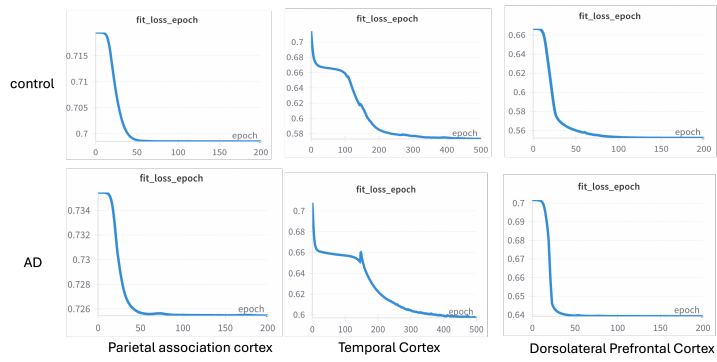 control
fit_loss_epoch
0.715
0.71
0.705
0.7
epoch
0 50 100 150 200
fit_loss_epoch
0.7
0.68
0.66
0.64
0.62
0.6
0.58
epoch
0 100 200 300 400 500
fit_loss_epoch
0.66
0.64
0.62
0.6
0.58
0.56
epoch
0 50 100 150 200
AD
fit_loss_epoch
0.734
0.732
0.73
0.728
0.726
epoch
0 50 100 150 200
fit_loss_epoch
0.7
0.68
0.66
0.64
0.62
0.6
epoch
0 100 200 300 400 500
fit_loss_epoch
0.7
0.69
0.68
0.67
0.66
0.65
0.64
epoch
0 50 100 150 200
Parietal association cortex
Temporal Cortex
Dorsolateral Prefrontal Cortex